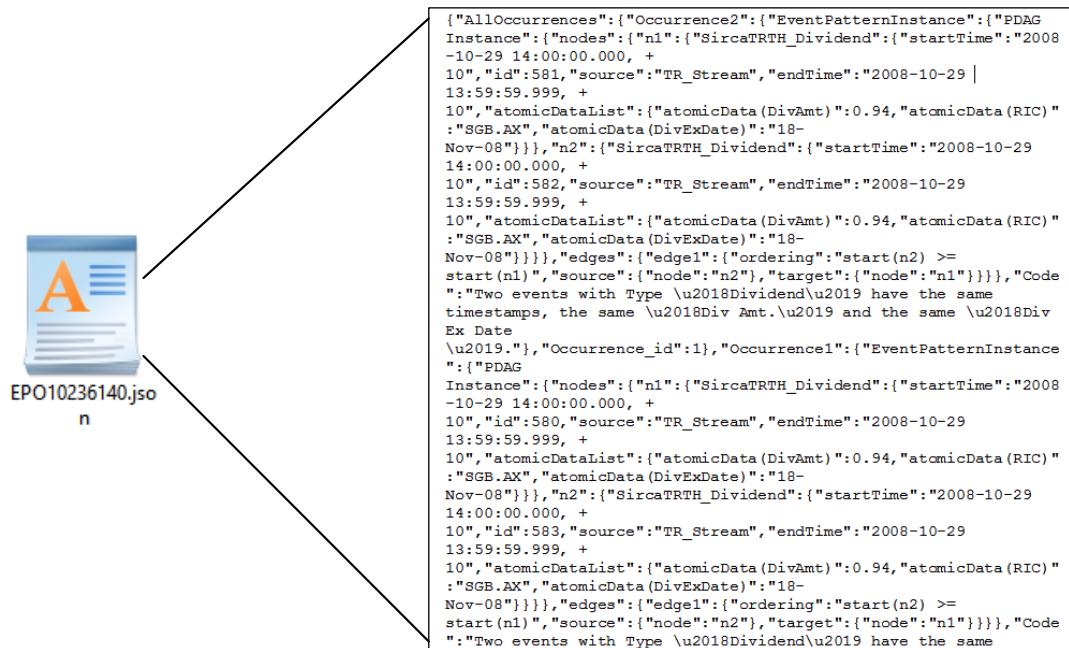 {"AllOccurrences":{"Occurrence2":{"EventPatternInstance":{"PDAG
Instance":{"nodes":{"n1":{"SircaTRTH_Dividend":{"startTime":"2008
-10-29 14:00:00.000, +
10","id":581,"source":"TR_Stream","endTime":"2008-10-29
13:59:59.999, +
10","atomicDataList":{"atomicData(DivAmt)":0.94,"atomicData(RIC)"
:"SGB.AX","atomicData(DivExDate)":"18-
Nov-08"}}},"n2":{"SircaTRTH_Dividend":{"startTime":"2008-10-29
14:00:00.000, +
10","id":582,"source":"TR_Stream","endTime":"2008-10-29
13:59:59.999, +
10","atomicDataList":{"atomicData(DivAmt)":0.94,"atomicData(RIC)"
:"SGB.AX","atomicData(DivExDate)":"18-
Nov-08"}}}},"edges":{"edge1":{"ordering":"start(n2) >=
start(n1)","source":{"node":"n2"},"target":{"node":"n1"}}}},"Code
":"Two events with Type \u2018Dividend\u2019 have the same
timestamps, the same \u2018Div Amt.\u2019 and the same \u2018Div
Ex Date
\u2019."},"Occurrence_id":1},"Occurrence1":{"EventPatternInstance
":{"PDAG
Instance":{"nodes":{"n1":{"SircaTRTH_Dividend":{"startTime":"2008
-10-29 14:00:00.000, +
10","id":580,"source":"TR_Stream","endTime":"2008-10-29
13:59:59.999, +
10","atomicDataList":{"atomicData(DivAmt)":0.94,"atomicData(RIC)"
:"SGB.AX","atomicData(DivExDate)":"18-
Nov-08"}}},"n2":{"SircaTRTH_Dividend":{"startTime":"2008-10-29
14:00:00.000, +
10","id":583,"source":"TR_Stream","endTime":"2008-10-29
13:59:59.999, +
10","atomicDataList":{"atomicData(DivAmt)":0.94,"atomicData(RIC)"
:"SGB.AX","atomicData(DivExDate)":"18-
Nov-08"}}}},"edges":{"edge1":{"ordering":"start(n2) >=
start(n1)","source":{"node":"n2"},"target":{"node":"n1"}}}},"Code
":"Two events with Type \u2018Dividend\u2019 have the same
A
EPO10236140.jso
n